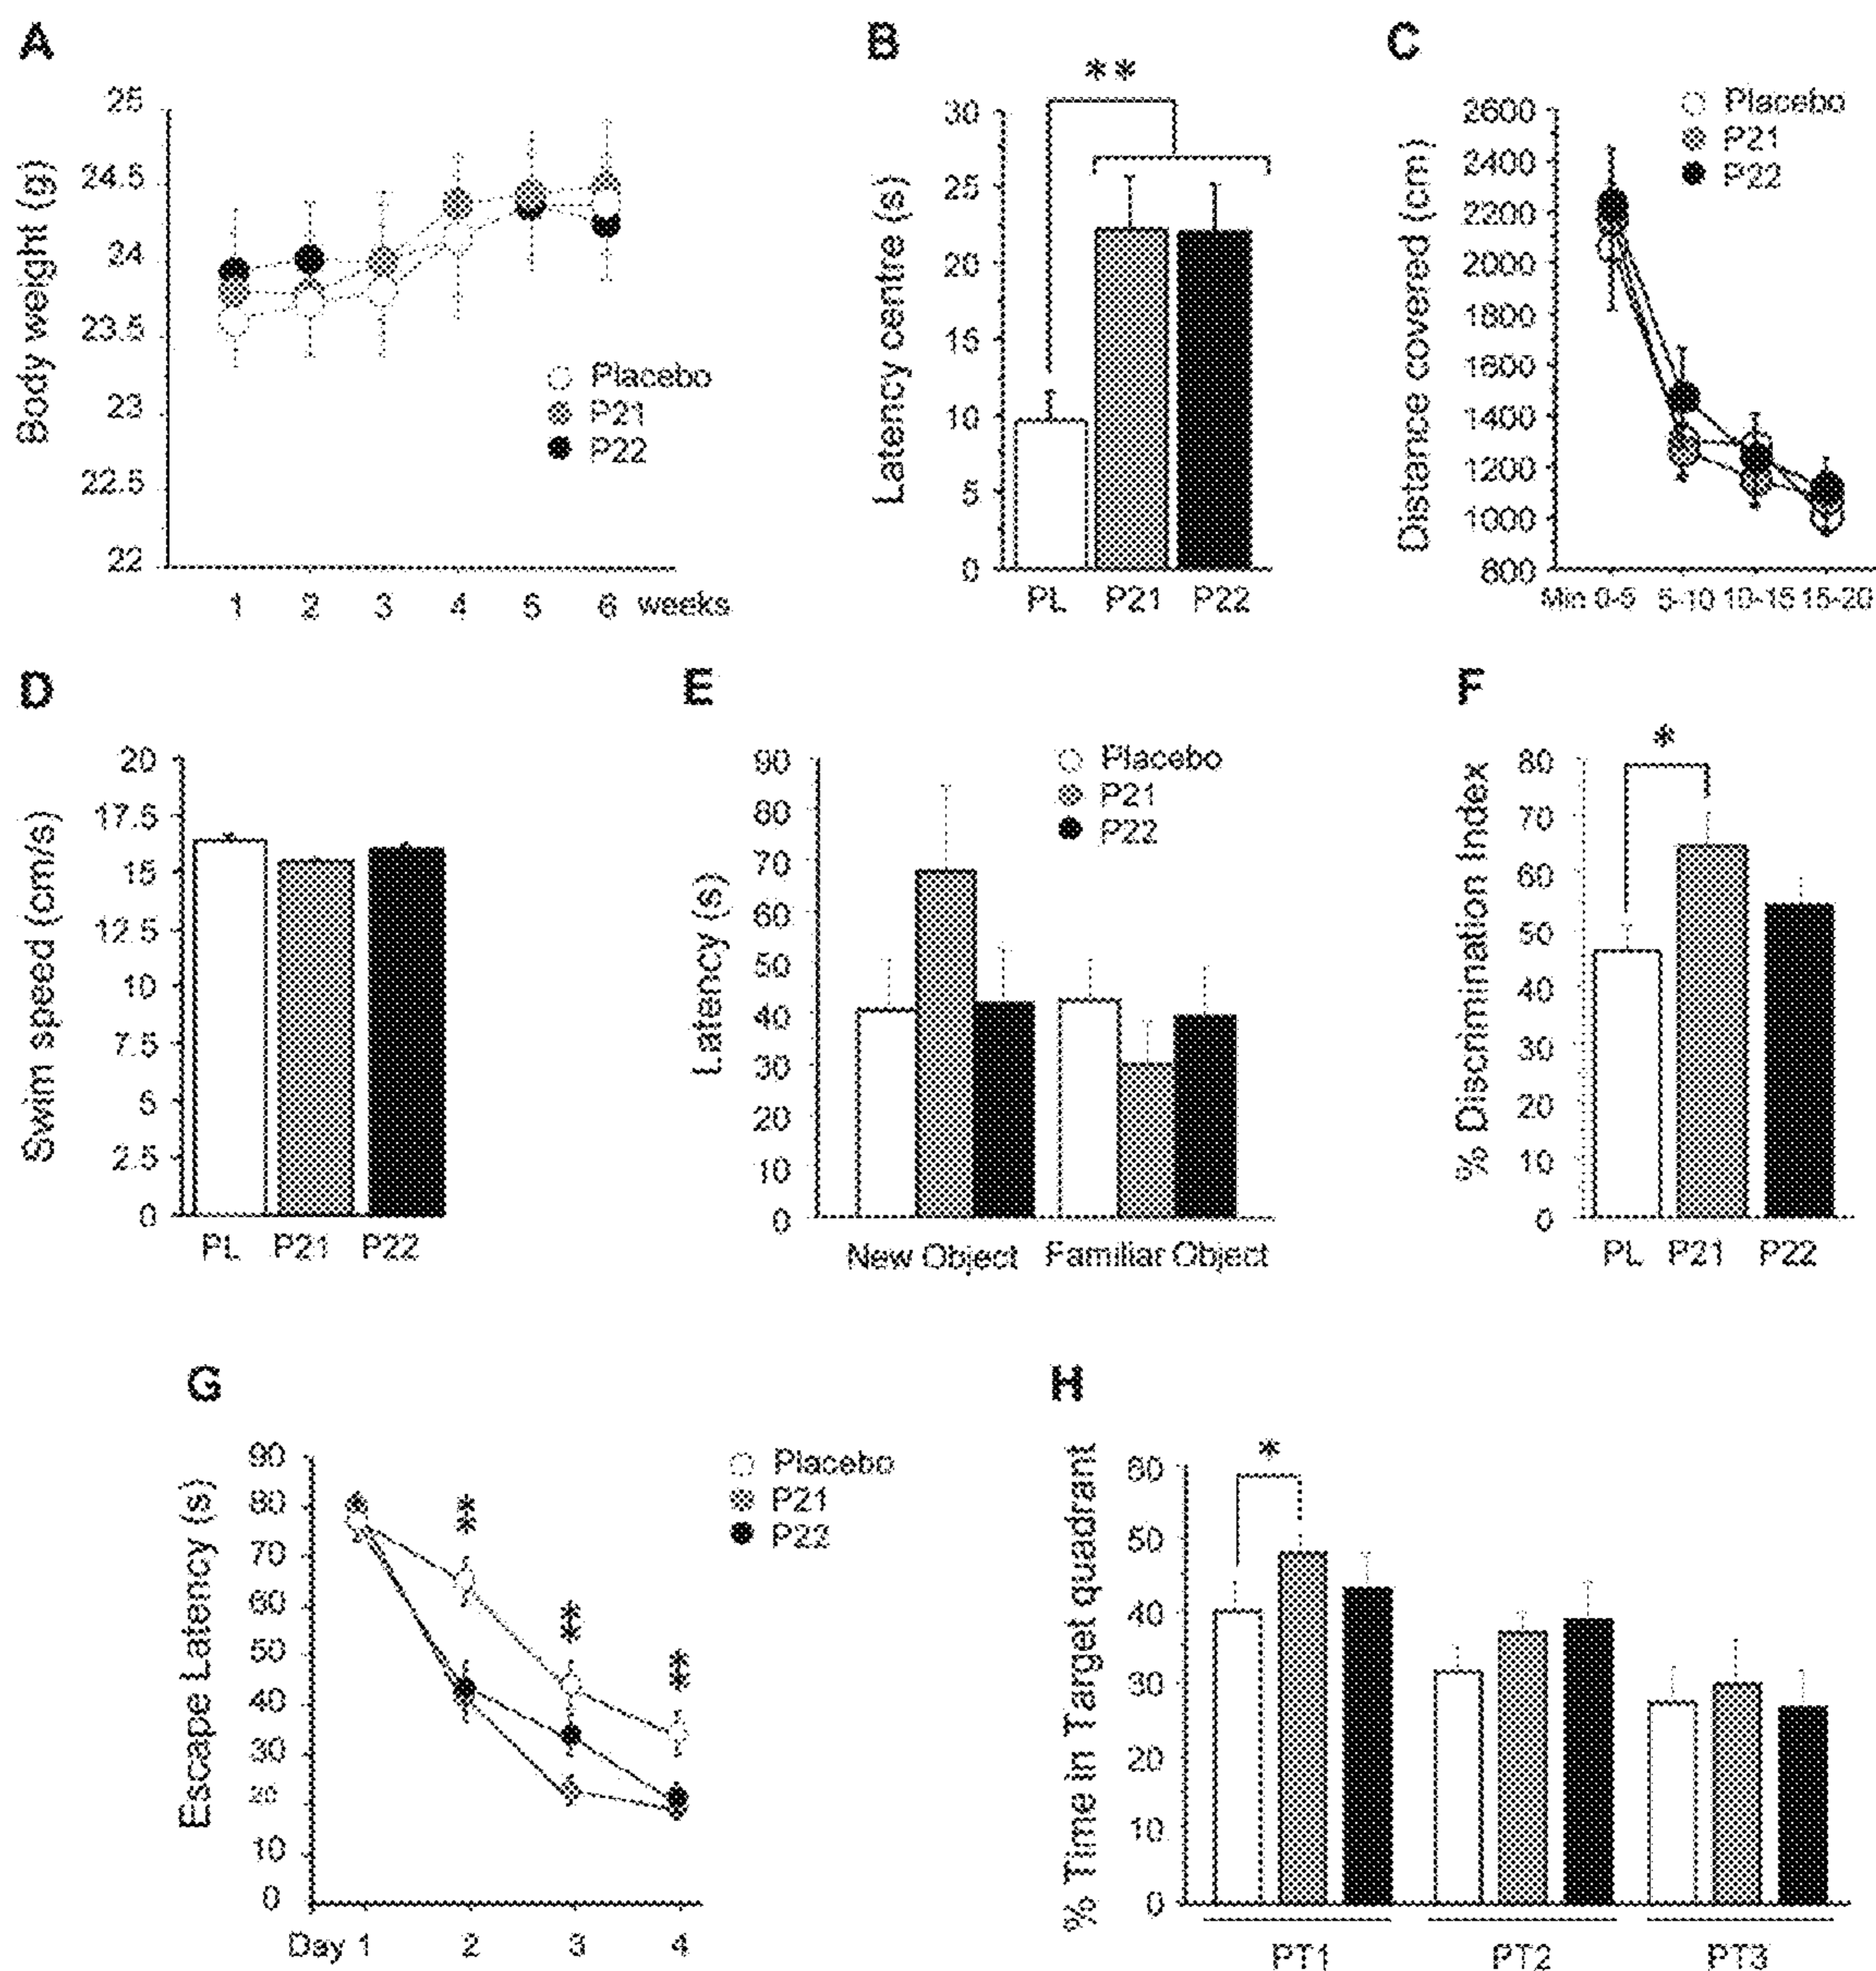 A
Body weight (g)
25
24.5
24
23.5
23
22.5
22
Placebo
P21
P22
1 2 3 4 5 6 weeks
B
**
Latency centre (s)
30
25
20
15
10
5
0
PL P21 P22
C
Distance covered (cm)
2600
2400
2200
2000
1800
1600
1400
1200
1000
800
Placebo
P21
P22
Min 0-5 5-10 10-15 15-20
D
Swim speed (cm/s)
20
17.5
15
12.5
10
7.5
5
2.5
0
PL P21 P22
E
Latency (s)
90
80
70
60
50
40
30
20
10
0
Placebo
P21
P22
New Object Familiar Object
F
*
% Discrimination Index
80
70
60
50
40
30
20
10
0
PL P21 P22
G
Escape Latency (s)
90
80
70
60
50
40
30
20
10
0
Placebo
P21
P22
Day 1 2 3 4
H
*
% Time in Target quadrant
60
50
40
30
20
10
0
PT1 PT2 PT3